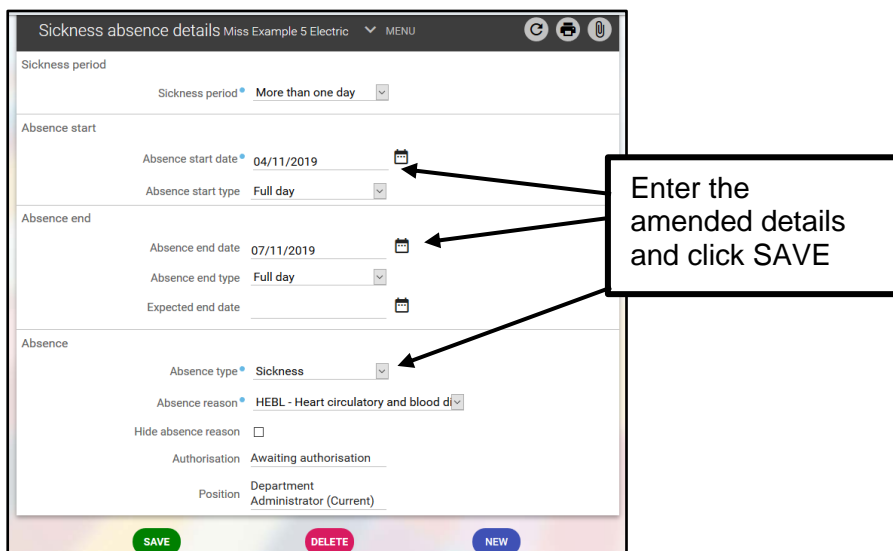 Sickness absence details Miss Example 5 Electric MENU
Sickness period
Sickness period More than one day
Absence start
Absence start date 04/11/2019
Absence start type Full day
Absence end
Absence end date 07/11/2019
Absence end type Full day
Expected end date
Absence
Absence type Sickness
Absence reason HEBL - Heart circulatory and blood di
Hide absence reason
Authorisation Awaiting authorisation
Position Department
Administrator (Current)
SAVE DELETE NEW
Enter the
amended details
and click SAVE